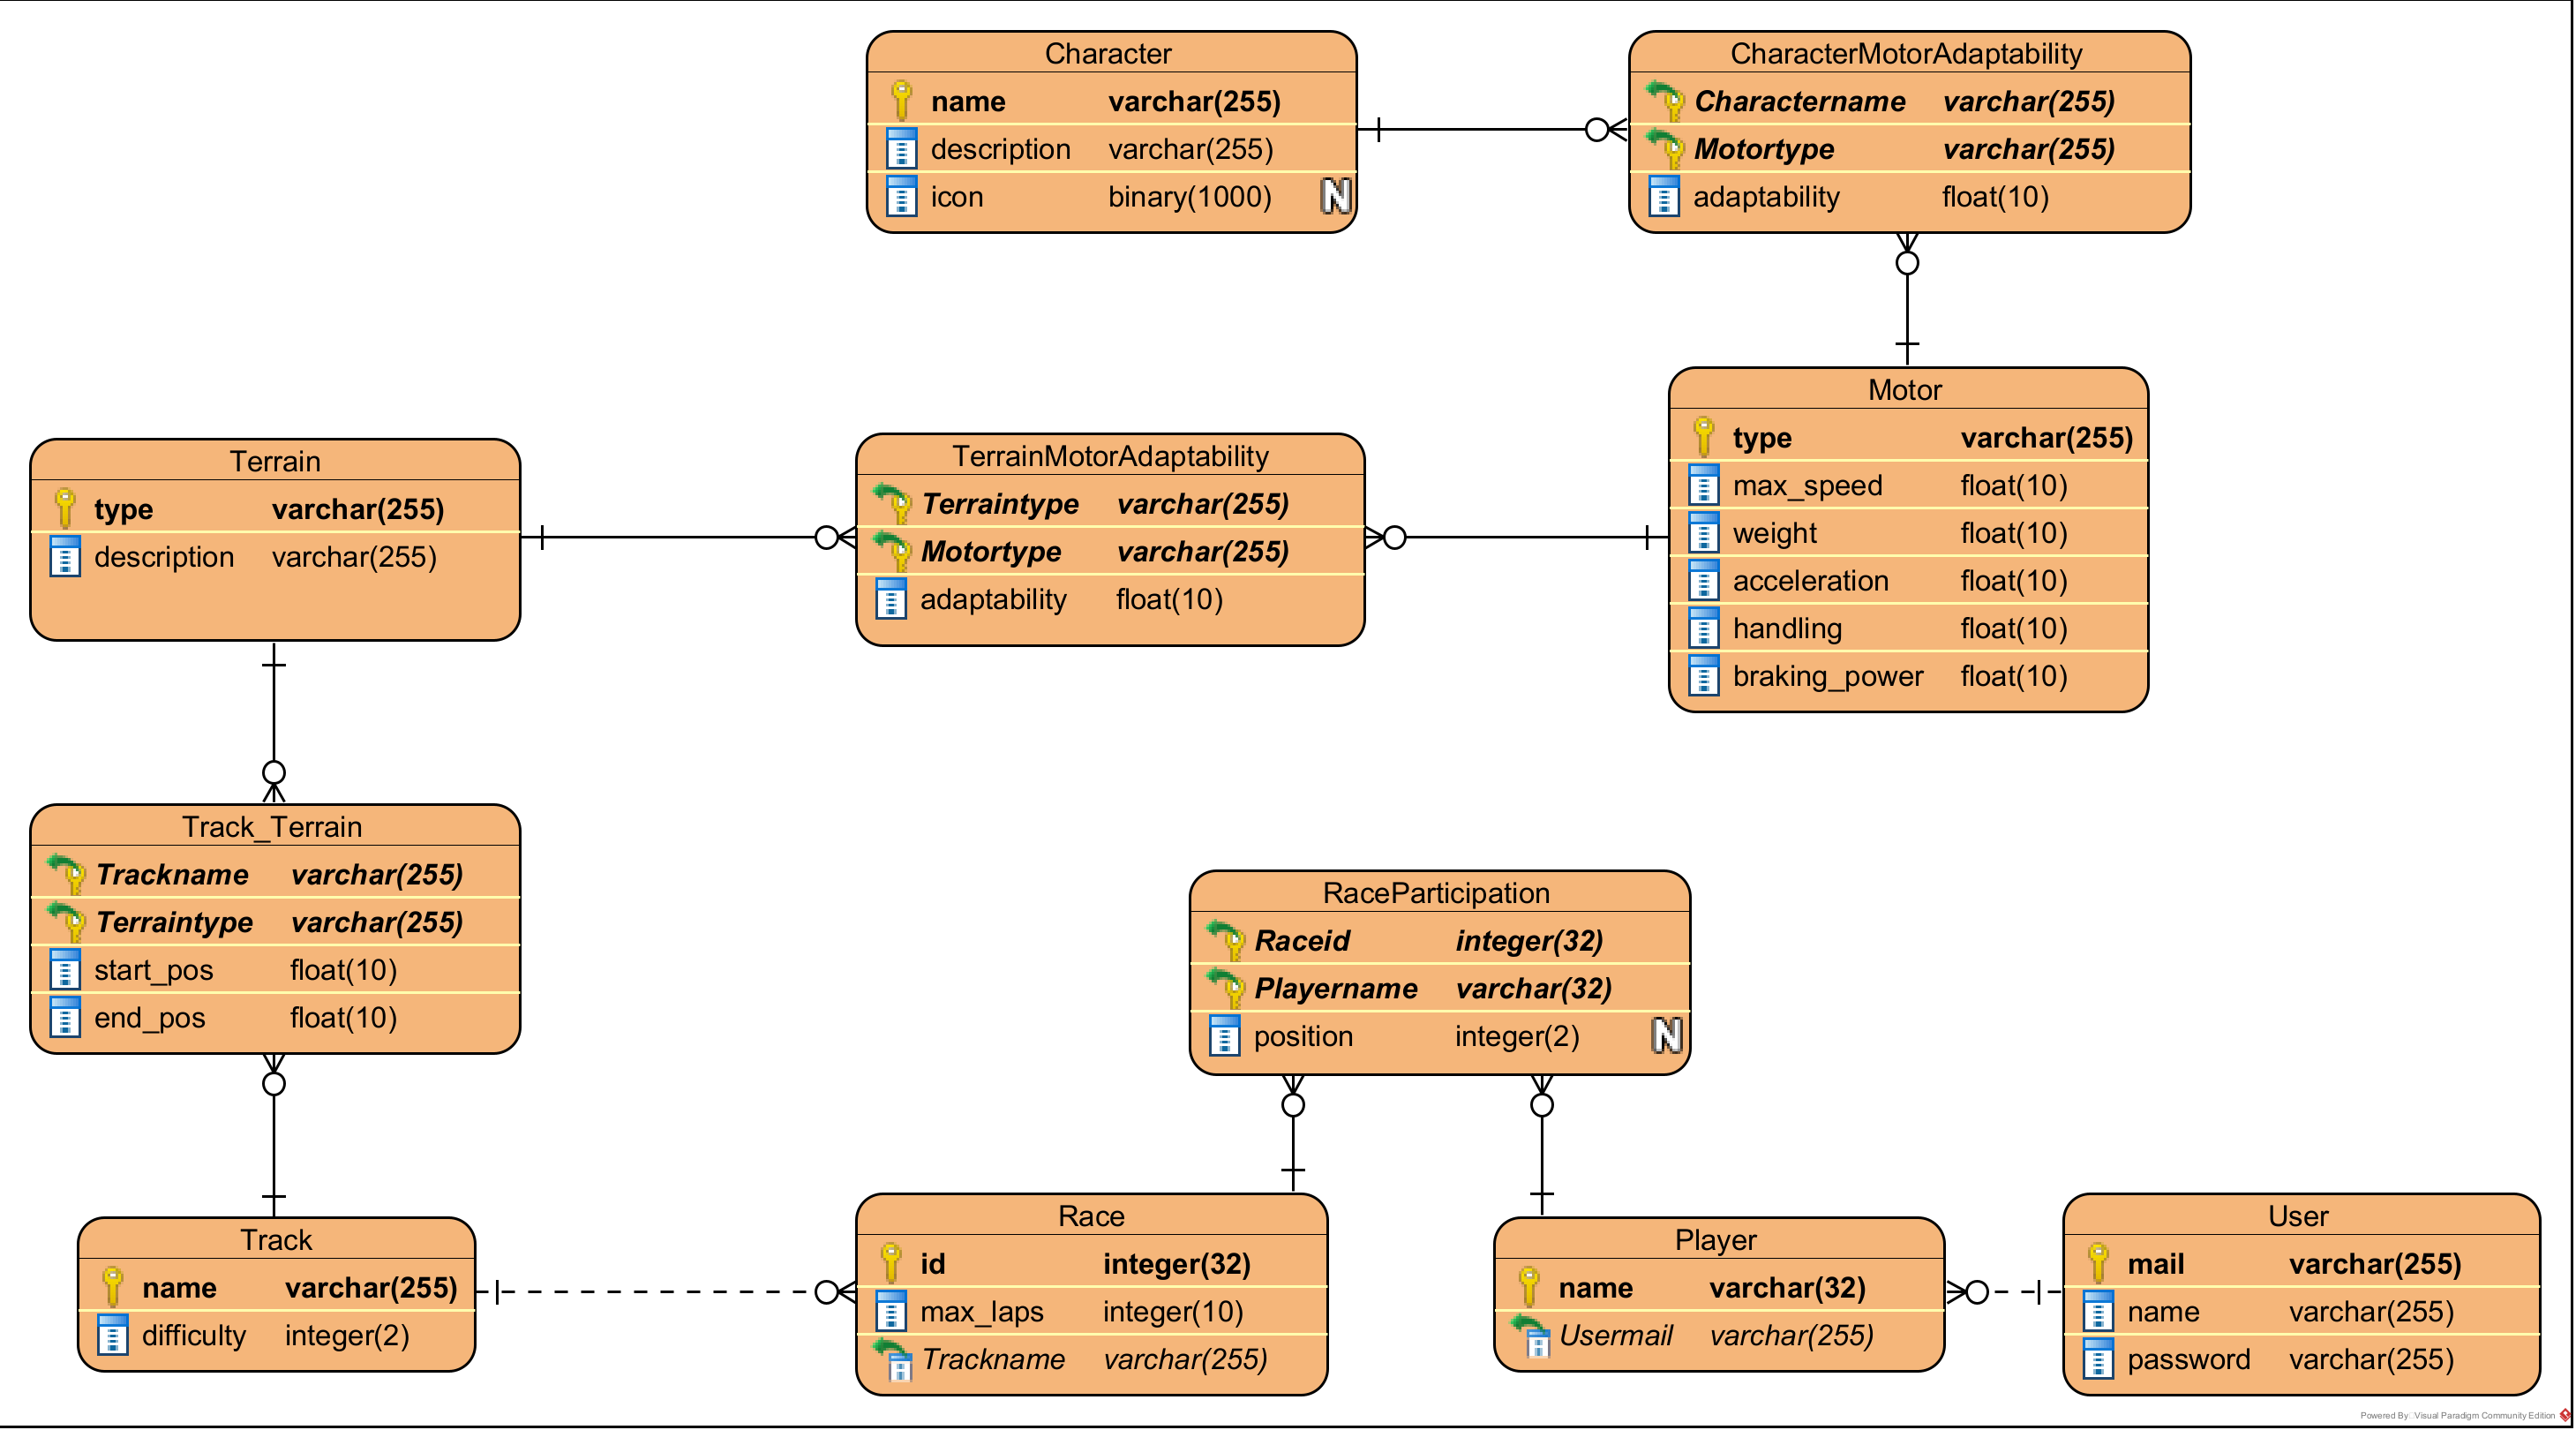 Character
name varchar(255)
description varchar(255)
icon binary(1000) N
CharacterMotorAdaptability
Charactername varchar(255)
Motortype varchar(255)
adaptability float(10)
Motor
type varchar(255)
max_speed float(10)
weight float(10)
acceleration float(10)
handling float(10)
braking_power float(10)
Terrain
type varchar(255)
description varchar(255)
TerrainMotorAdaptability
Terraintype varchar(255)
Motortype varchar(255)
adaptability float(10)
Track_Terrain
Trackname varchar(255)
Terraintype varchar(255)
start_pos float(10)
end_pos float(10)
RaceParticipation
Raceid integer(32)
Playername varchar(32)
position integer(2) N
Track
name varchar(255)
difficulty integer(2)
Race
id integer(32)
max_laps integer(10)
Trackname varchar(255)
Player
name varchar(32)
Usermail varchar(255)
User
mail varchar(255)
name varchar(255)
password varchar(255)
Powered By: Visual Paradigm Community Edition